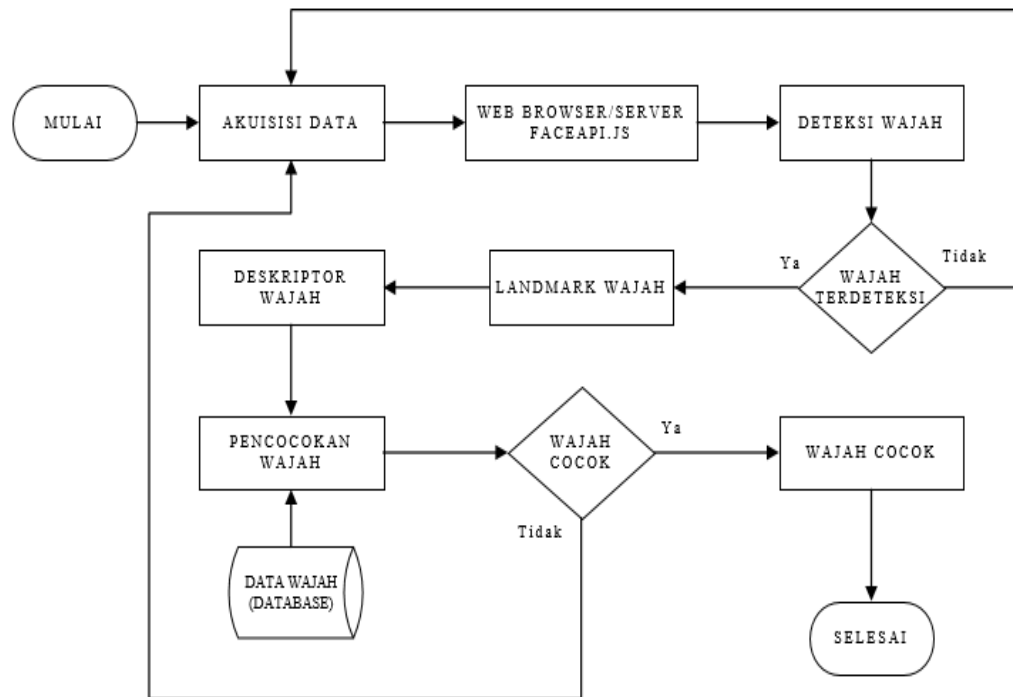 MULAI
AKUISISI DATA
WEB BROWSER/SERVER
FACEAPI.JS
DETEKSI WAJAH
Ya
Tidak
WAJAH
TERDETEKSI
LANDMARK WAJAH
DESKRIPTOR
WAJAH
PENCOCOKAN
WAJAH
WAJAH
COCOK
Ya
Tidak
WAJAH COCOK
DATA WAJAH
(DATABASE)
SELESAI